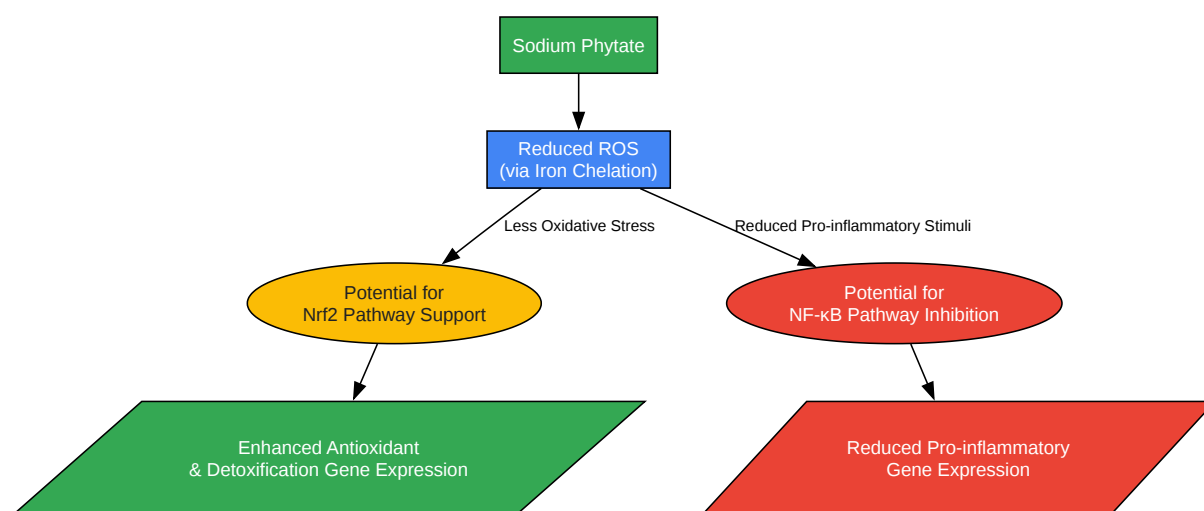 Sodium Phytate
Reduced ROS
(via Iron Chelation)
Less Oxidative Stress
Reduced Pro-inflammatory Stimuli
Potential for
Nrf2 Pathway Support
Potential for
NF-κB Pathway Inhibition
Enhanced Antioxidant
& Detoxification Gene Expression
Reduced Pro-inflammatory
Gene Expression